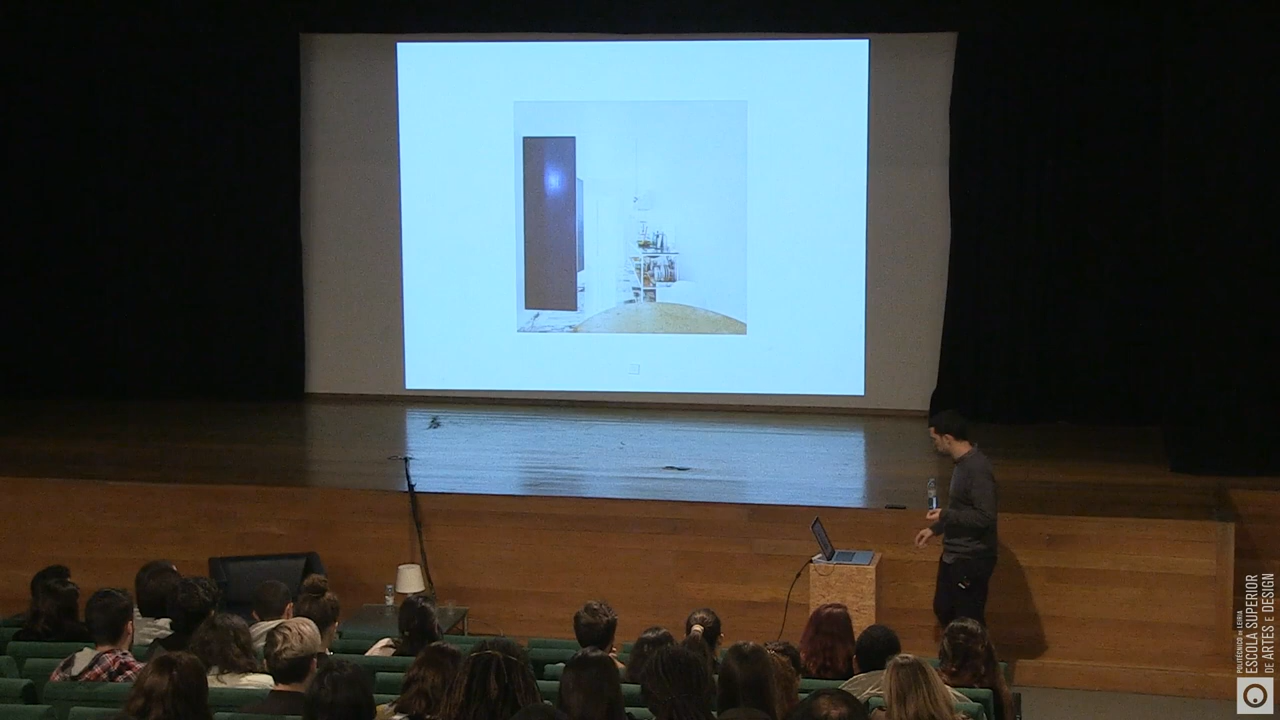 POLITÉCNICO DE LEIRIA
ESCOLA SUPERIOR
DE ARTES E DESIGN